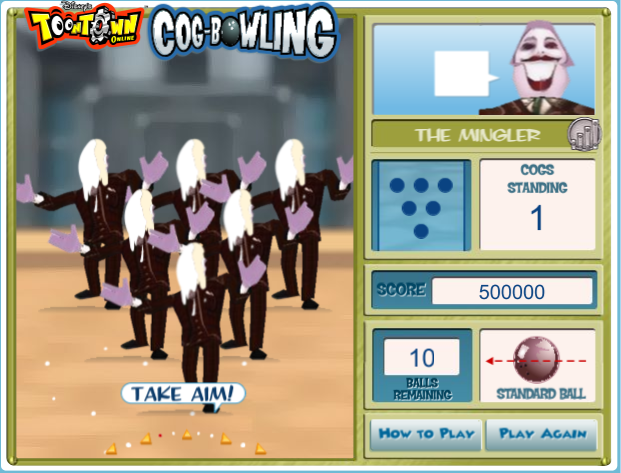 Disney's
TOONTOWN
ONLINE
COG-BOWLING
THE MINGLER
COGS
STANDING
1
SCORE 500000
10
BALLS
REMAINING
STANDARD BALL
TAKE AIM!
HOW TO PLAY
PLAY AGAIN